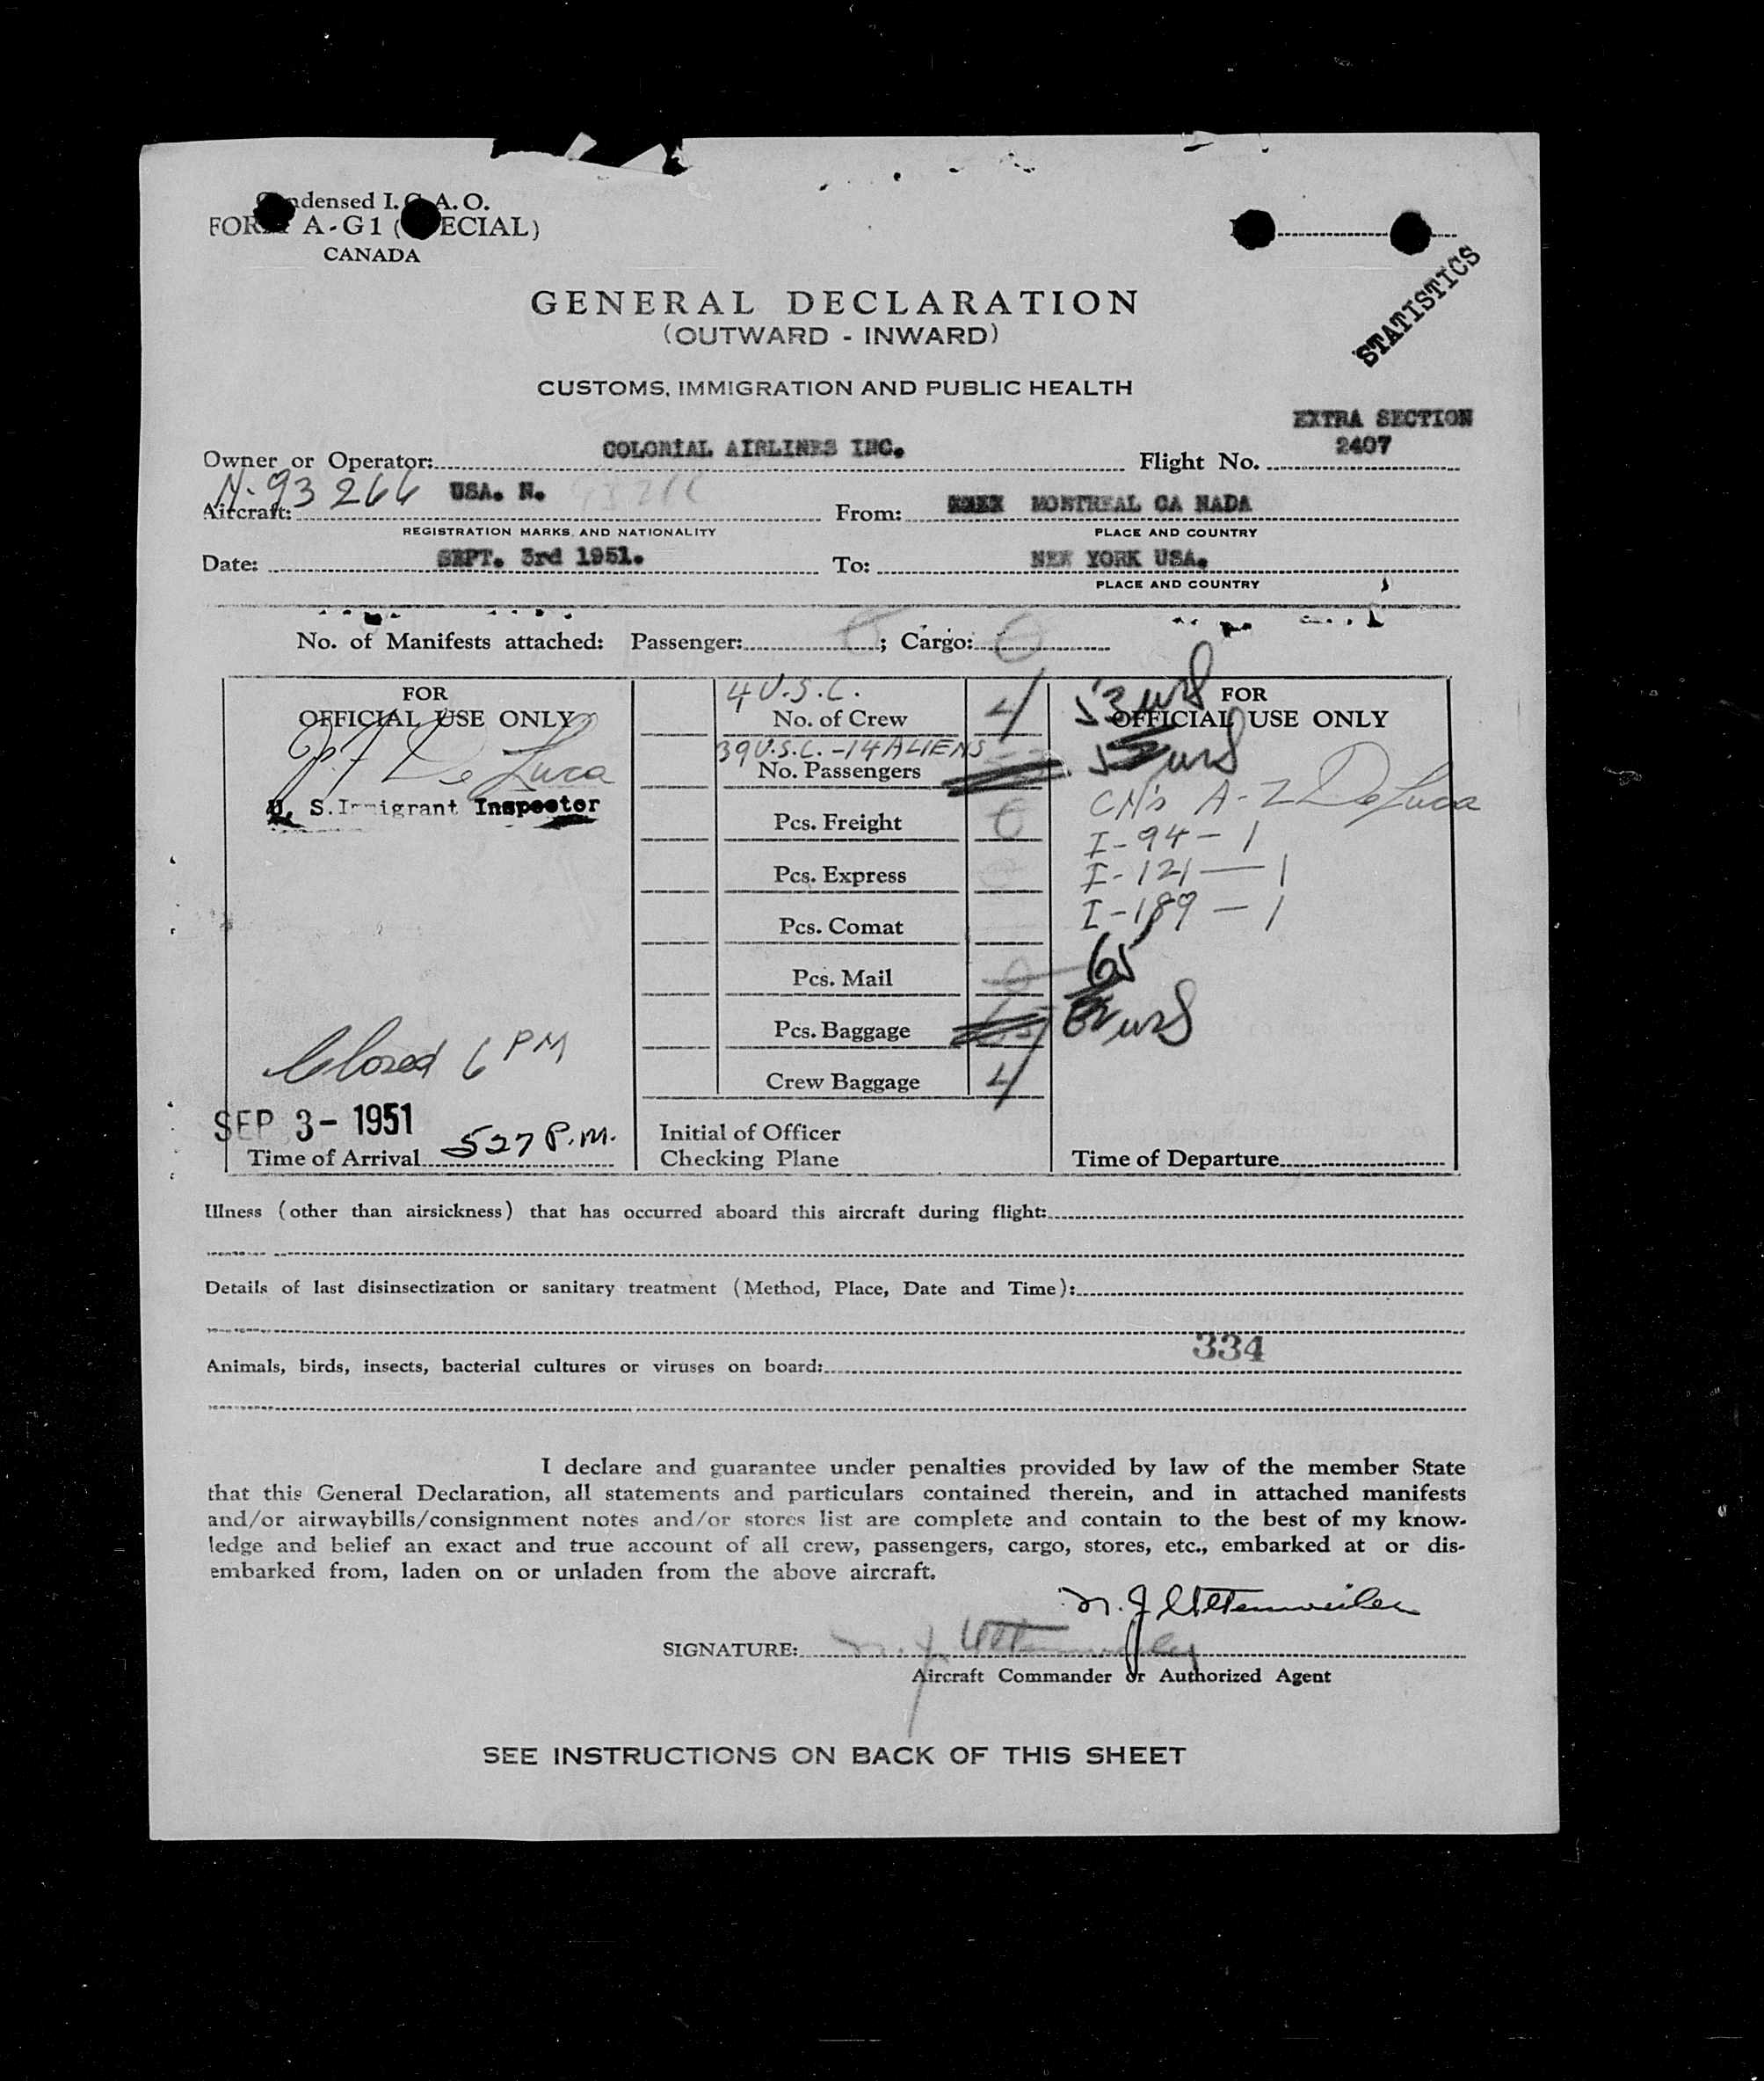 Condensed I.C.A.O.
FORM A-G1 (SPECIAL)
CANADA
STATISTICS
GENERAL DECLARATION
(OUTWARD - INWARD)
CUSTOMS, IMMIGRATION AND PUBLIC HEALTH
EXTRA SECTION
Owner or Operator: COLONIAL AIRLINES INC. Flight No. 2407
Aircraft: N-93266 USA. N. From: MONTREAL CA NADA
REGISTRATION MARKS AND NATIONALITY PLACE AND COUNTRY
Date: SEPT. 3rd 1951. To: NEW YORK USA.
PLACE AND COUNTRY
No. of Manifests attached: Passenger: ; Cargo:
FOR 4 U.S.C. 53 FOR
OFFICIAL USE ONLY No. of Crew 4 OFFICIAL USE ONLY
39 U.S.C. - 14 ALIENS
De Luca No. Passengers
U. S. Immigrant Inspector A-Z De Luca
Pcs. Freight I-94 - 1
Pcs. Express I-121 - 1
Pcs. Comat I-189 - 1
Pcs. Mail 65
Pcs. Baggage
Closed 6 PM Crew Baggage 4
SEP 3- 1951 Initial of Officer
Time of Arrival 527 P.M. Checking Plane Time of Departure
Illness (other than airsickness) that has occurred aboard this aircraft during flight:
Details of last disinsectization or sanitary treatment (Method, Place, Date and Time):
334
Animals, birds, insects, bacterial cultures or viruses on board:
I declare and guarantee under penalties provided by law of the member State
that this General Declaration, all statements and particulars contained therein, and in attached manifests
and/or airwaybills/consignment notes and/or stores list are complete and contain to the best of my know-
ledge and belief an exact and true account of all crew, passengers, cargo, stores, etc., embarked at or dis-
embarked from, laden on or unladen from the above aircraft.
SIGNATURE:
Aircraft Commander or Authorized Agent
SEE INSTRUCTIONS ON BACK OF THIS SHEET